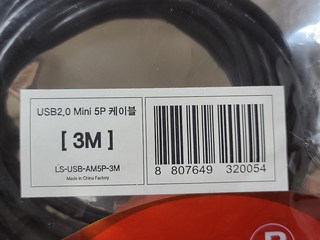 USB2,0 Mini 5P 케이블
[ 3M ]
LS-USB-AM5P-3M
Made in China Factory
8 807649 320054